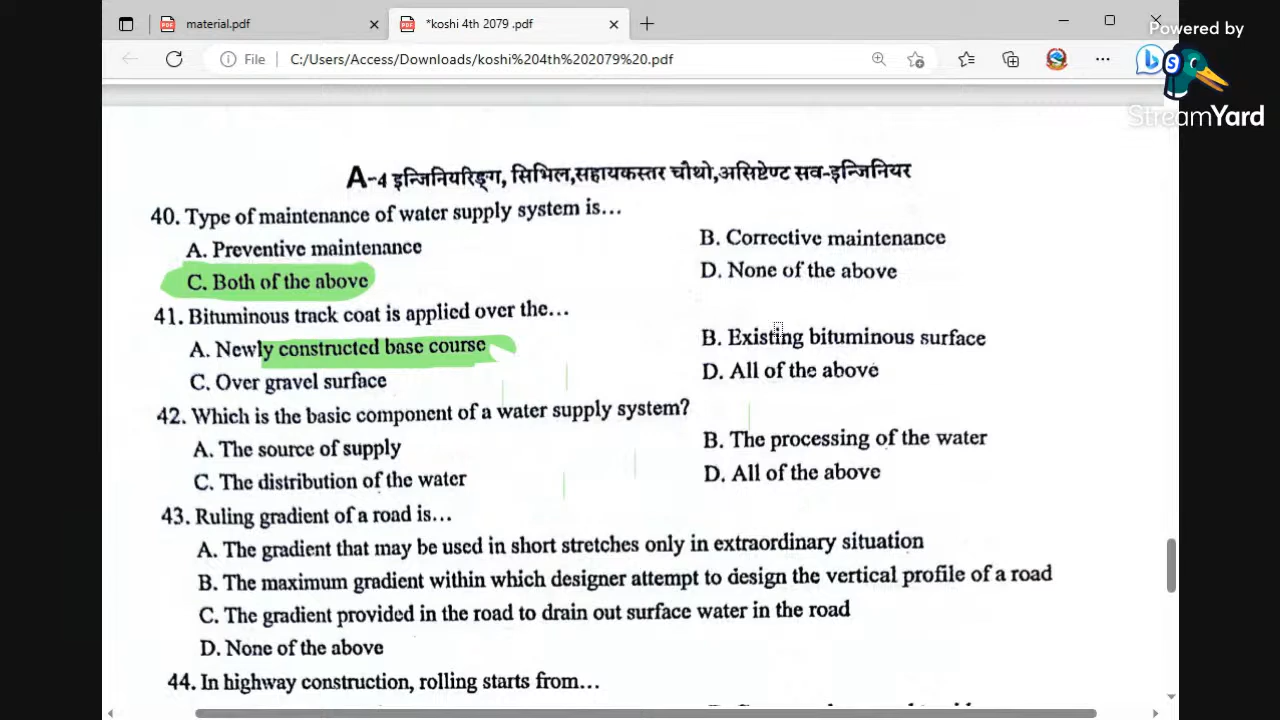 material.pdf
*koshi 4th 2079 .pdf
Powered by
File
C:/Users/Access/Downloads/koshi%204th%202079%20.pdf
StreamYard
A-4 इन्जिनियरिङ्ग, सिभिल,सहायकस्तर चौथो,असिष्टेण्ट सव-इन्जिनियर
40. Type of maintenance of water supply system is...
A. Preventive maintenance
B. Corrective maintenance
C. Both of the above
D. None of the above
41. Bituminous track coat is applied over the...
A. Newly constructed base course
B. Existing bituminous surface
C. Over gravel surface
D. All of the above
42. Which is the basic component of a water supply system?
A. The source of supply
B. The processing of the water
C. The distribution of the water
D. All of the above
43. Ruling gradient of a road is...
A. The gradient that may be used in short stretches only in extraordinary situation
B. The maximum gradient within which designer attempt to design the vertical profile of a road
C. The gradient provided in the road to drain out surface water in the road
D. None of the above
44. In highway construction, rolling starts from...